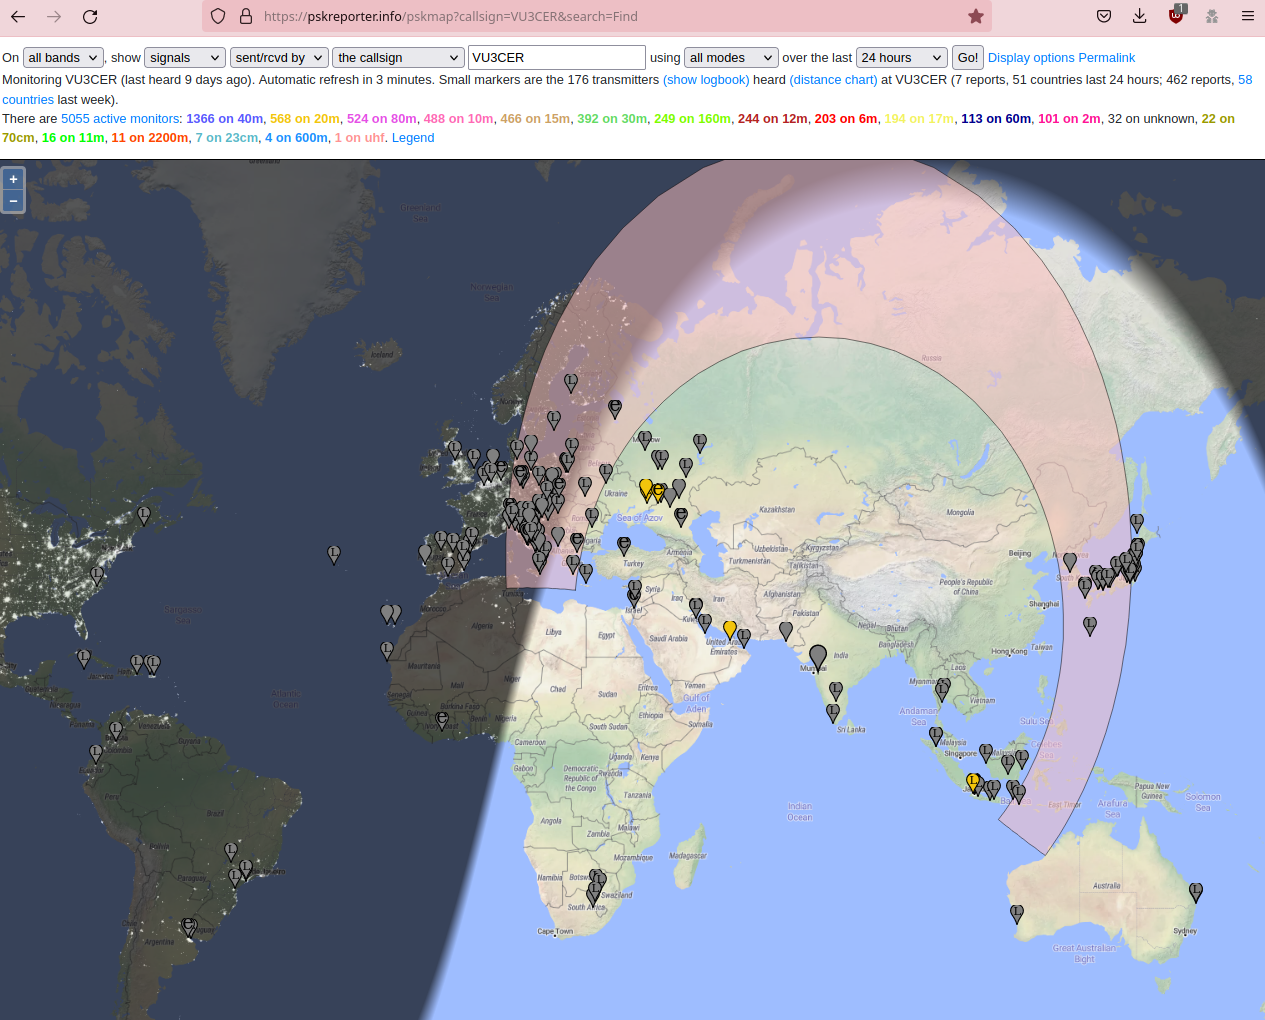 1
https://pskreporter.info/pskmap?callsign=VU3CER&search=Find
On all bands , show signals sent/rcvd by the callsign VU3CER using all modes over the last 24 hours Go! Display options Permalink
Monitoring VU3CER (last heard 9 days ago). Automatic refresh in 3 minutes. Small markers are the 176 transmitters (show logbook) heard (distance chart) at VU3CER (7 reports, 51 countries last 24 hours; 462 reports, 58
countries last week).
There are 5055 active monitors: 1366 on 40m, 568 on 20m, 524 on 80m, 488 on 10m, 466 on 15m, 392 on 30m, 249 on 160m, 244 on 12m, 203 on 6m, 194 on 17m, 113 on 60m, 101 on 2m, 32 on unknown, 22 on
70cm, 16 on 11m, 11 on 2200m, 7 on 23cm, 4 on 600m, 1 on uhf. Legend
+
−
Greenland
Sea
Norwegian
Sea
Iceland
Russia
Ukraine
Kazakhstan
Mongolia
Sea of Azov
Uzbekistan
Kyrgyzstan
Armenia
Turkey
Turkmenistan
Tajikistan
Beijing
People's Republic
of China
Syria
Iraq
Iran
Afghanistan
Shanghai
Tunisia
Morocco
Israel
Pakistan
Nepal
Bhutan
Algeria
Libya
Egypt
Saudi Arabia
United Arab
Emirates
Bangladesh
Taiwan
Hong Kong
India
Mumbai
Mauritania
Mali
Niger
Chad
Sudan
Eritrea
Yemen
Gulf of
Aden
Myanmar
Laos
Vietnam
Sargasso
Sea
Atlantic
Ocean
Senegal
Burkina Faso
Guinea
Nigeria
Ethiopia
Somalia
Andaman
Sea
Sri Lanka
Sulu Sea
Celebes
Sea
Malaysia
Singapore
Jamaica
Nicaragua
Panama
Venezuela
Guyana
Colombia
Ecuador
Cameroon
Gabon
Uganda
Kenya
Democratic
Republic of
the Congo
Rwanda
Tanzania
Indian
Ocean
East Timor
Arafura
Sea
Papua New
Guinea
Solomon
Sea
Peru
Brazil
Bolivia
Paraguay
Chile
Argentina
Angola
Zambia
Malawi
Mozambique
Madagascar
Namibia
Swaziland
South Africa
Cape Town
Australia
Sydney
Great Australian
Bight